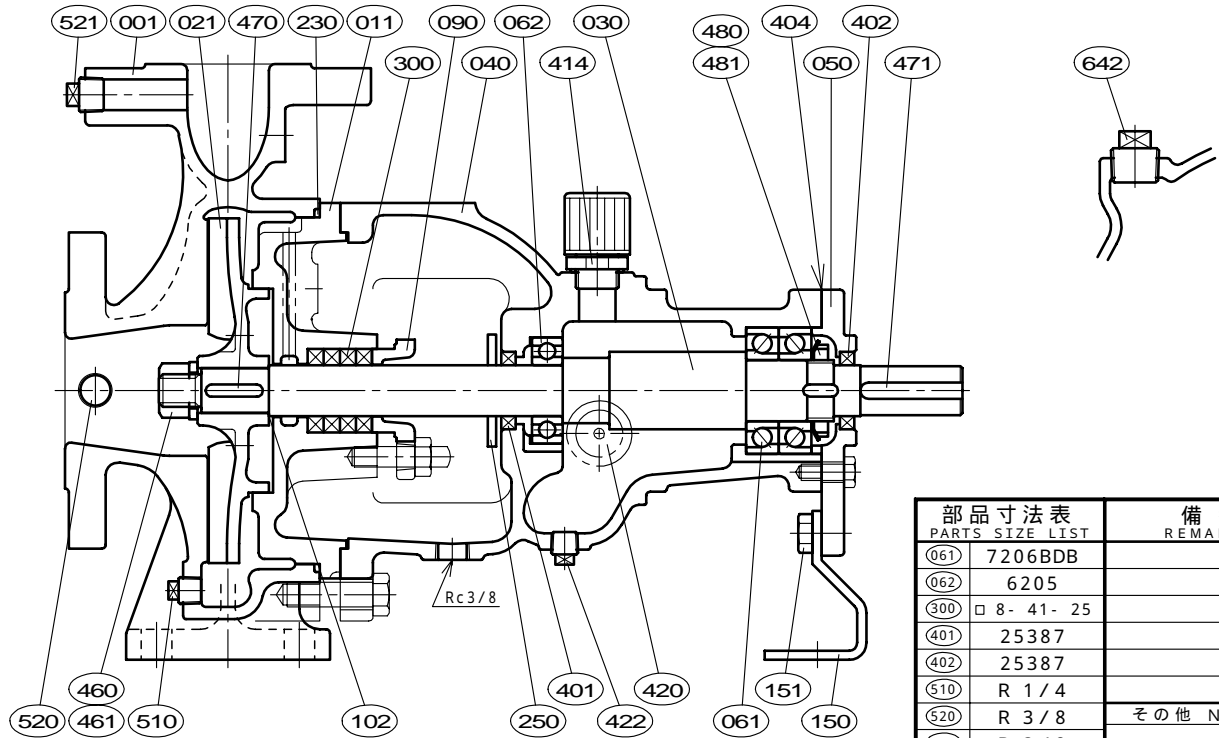 521 001 021 470 230 011 090 062 030 480 404 402
300 040 414 481 050 471 642
Rc3/8
460 401 420 151
520 461 510 102 250 422 061 150
部品寸法表 備
PARTS SIZE LIST REMA
061 7206BDB
062 6205
300 □ 8- 41- 25
401 25387
402 25387
510 R 1/4
520 R 3/8
その他 N